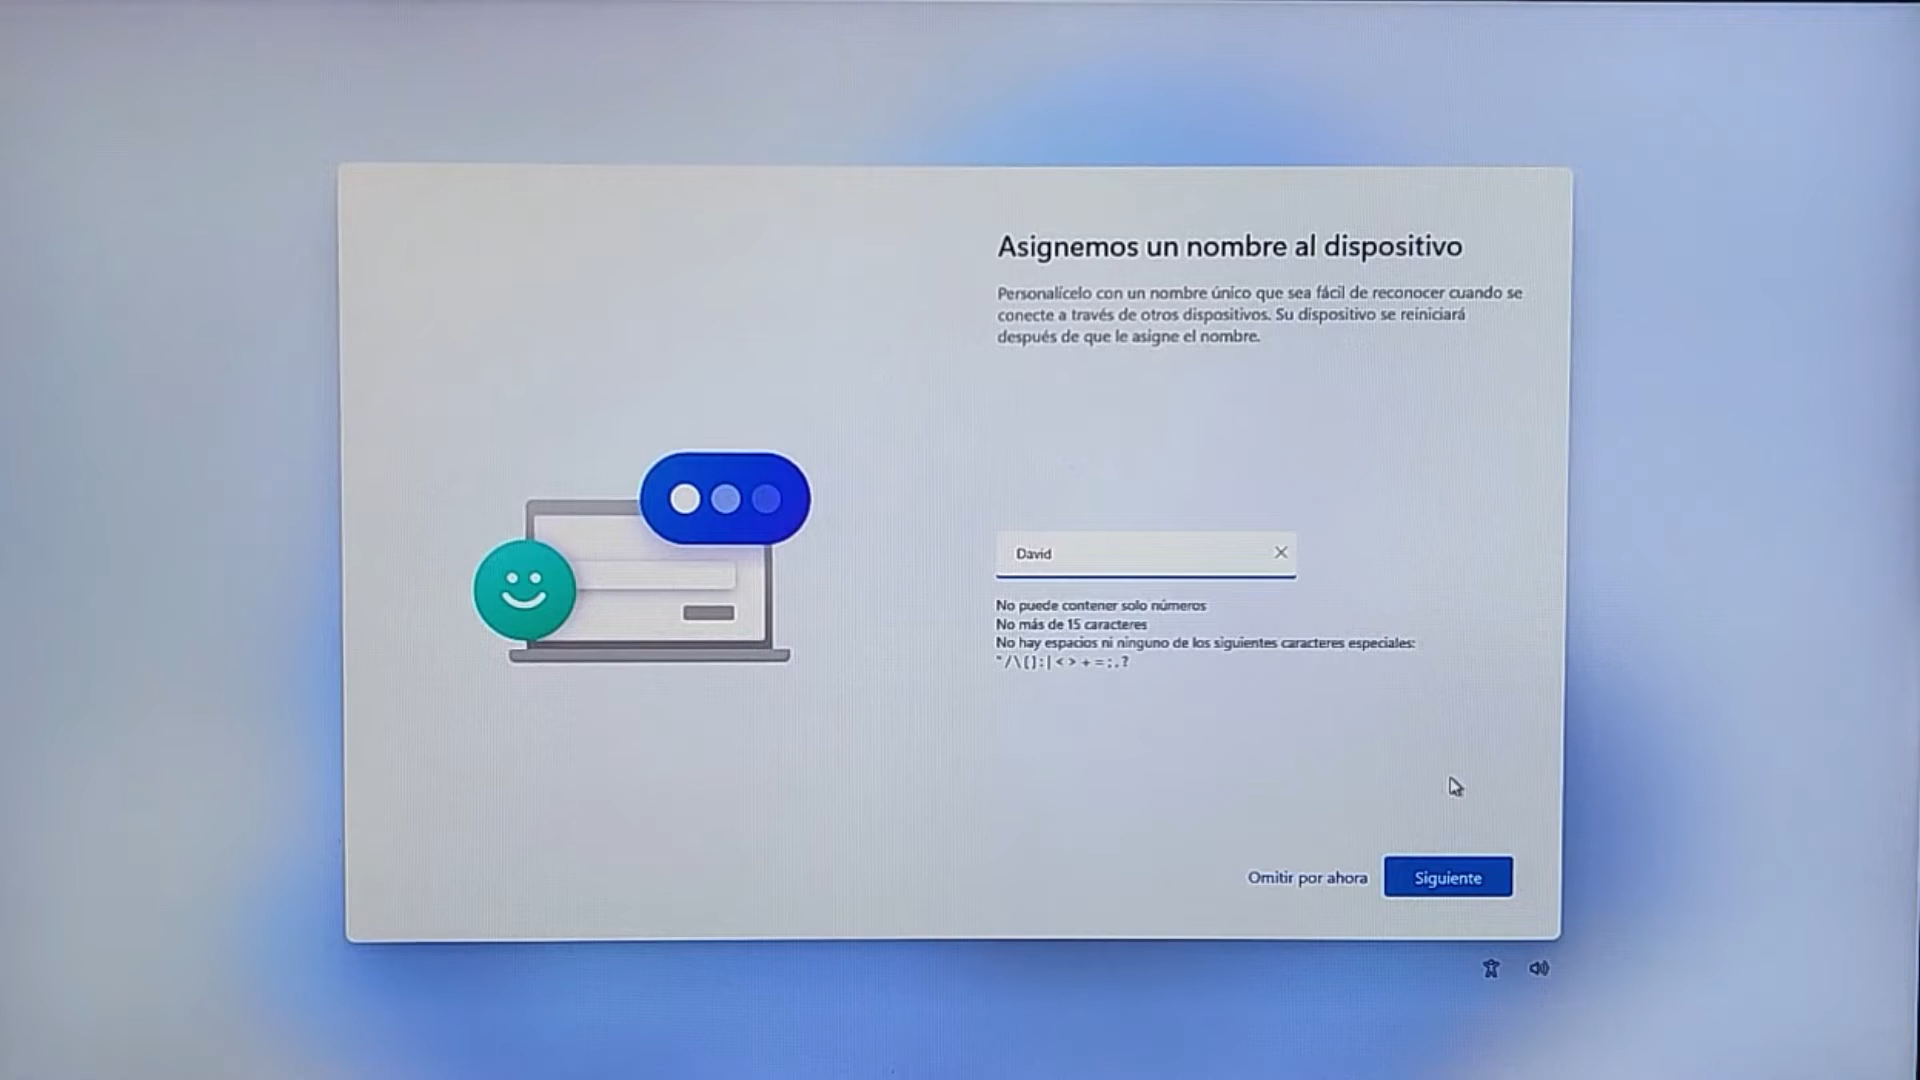 Asignemos un nombre al dispositivo
Personalícelo con un nombre único que sea fácil de reconocer cuando se
conecte a través de otros dispositivos. Su dispositivo se reiniciará
después de que le asigne el nombre.
David
No puede contener solo números
No más de 15 caracteres
No hay espacios ni ninguno de los siguientes caracteres especiales:
"/\[]:|<>+=;,?
Omitir por ahora
Siguiente